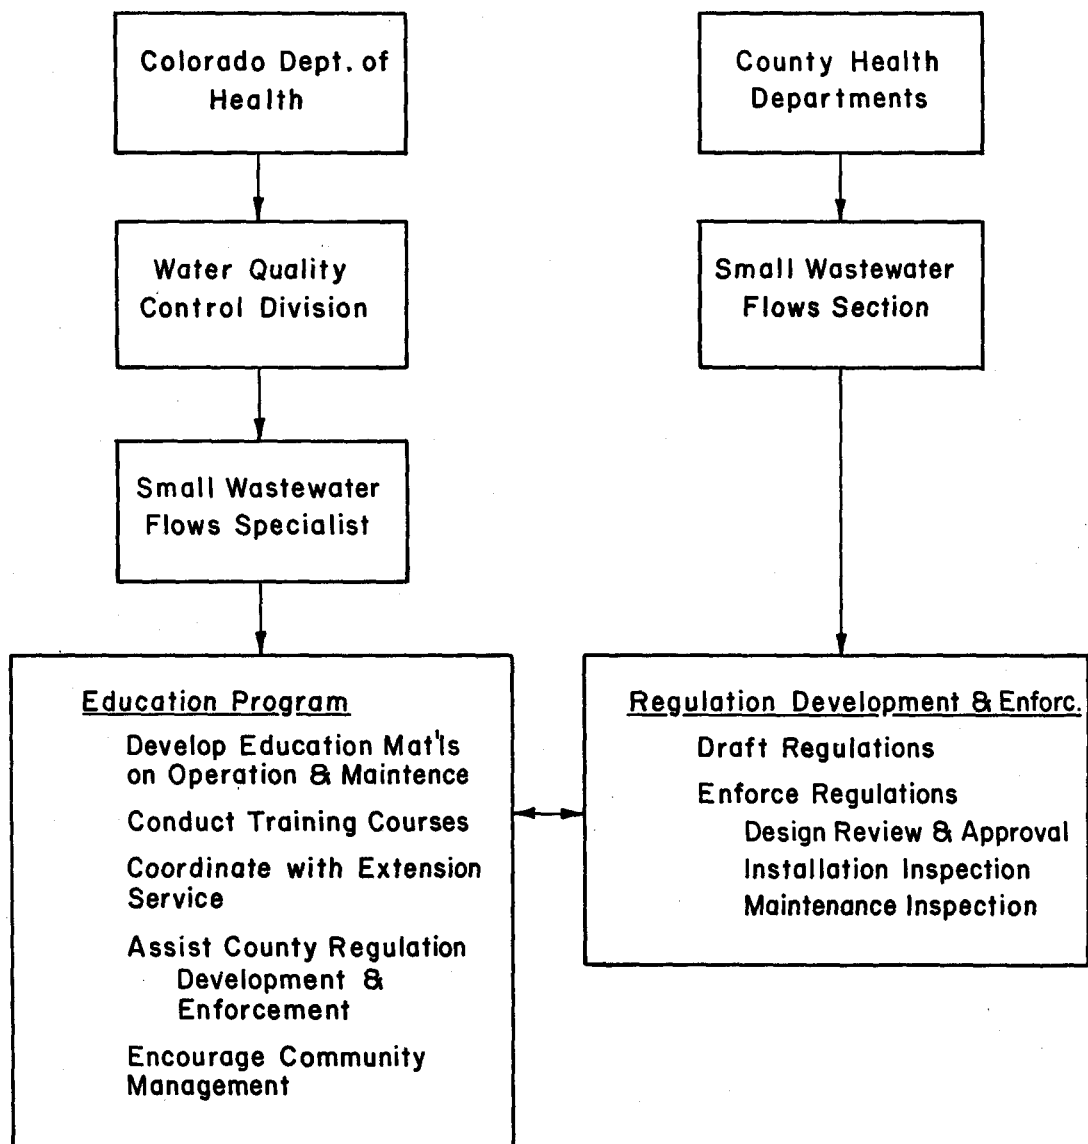 Colorado Dept. of
Health
County Health
Departments
Water Quality
Control Division
Small Wastewater
Flows Section
Small Wastewater
Flows Specialist
Education Program
Develop Education Mat'ls
on Operation & Maintence
Conduct Training Courses
Coordinate with Extension
Service
Assist County Regulation
Development &
Enforcement
Encourage Community
Management
Regulation Development & Enforc.
Draft Regulations
Enforce Regulations
Design Review & Approval
Installation Inspection
Maintenance Inspection